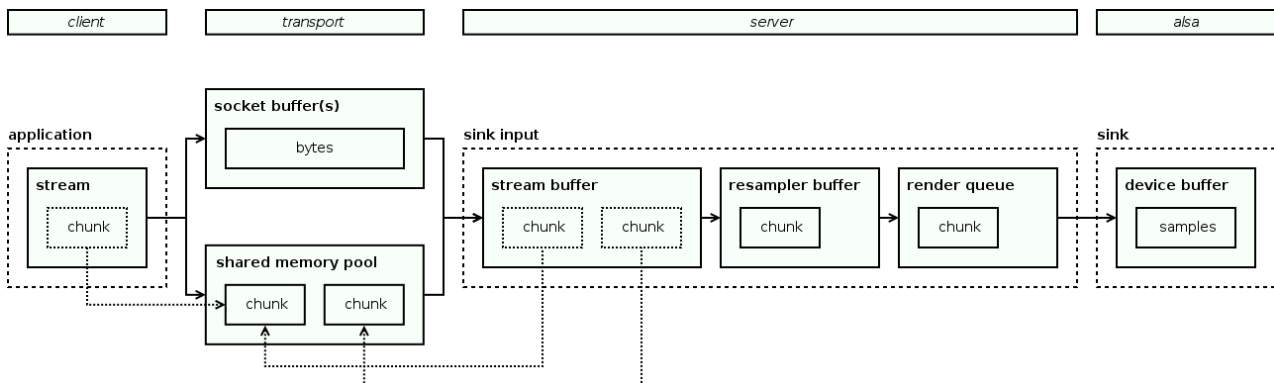 client
transport
server
alsa
socket buffer(s)
bytes
application
stream
chunk
shared memory pool
chunk
chunk
sink input
stream buffer
chunk
chunk
resampler buffer
chunk
render queue
chunk
sink
device buffer
samples